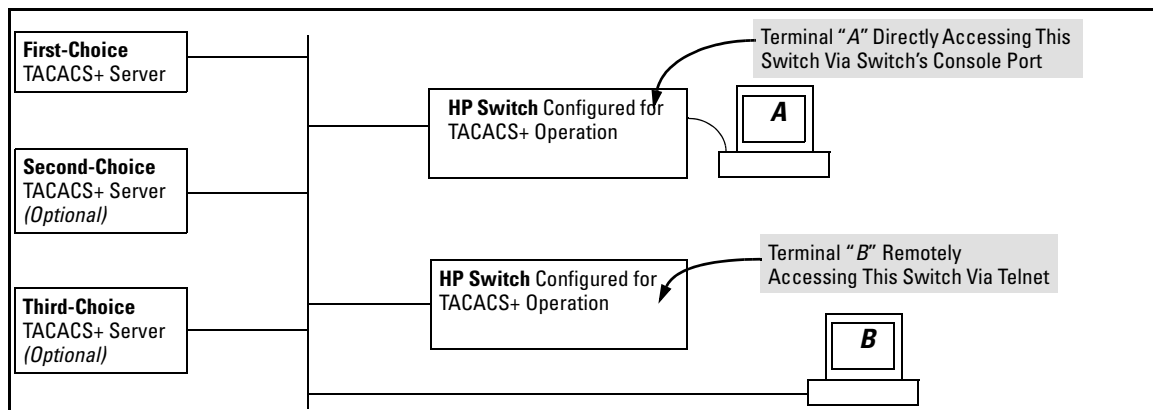 First-Choice
TACACS+ Server
Second-Choice
TACACS+ Server
(Optional)
Third-Choice
TACACS+ Server
(Optional)
Terminal “A” Directly Accessing This
Switch Via Switch’s Console Port
HP Switch Configured for
TACACS+ Operation
A
Terminal “B” Remotely
Accessing This Switch Via Telnet
HP Switch Configured for
TACACS+ Operation
B